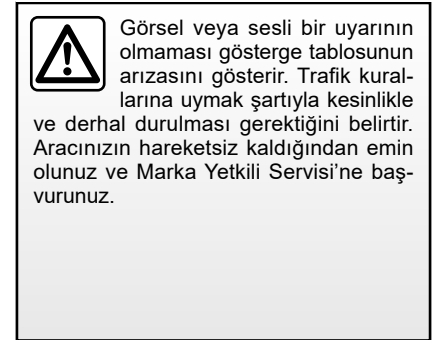 Görsel veya sesli bir uyarının
olmaması gösterge tablosunun
arızasını gösterir. Trafik kural-
larına uymak şartıyla kesinlikle
ve derhal durulması gerektiğini belirtir.
Aracınızın hareketsiz kaldığından emin
olunuz ve Marka Yetkili Servisi’ne baş-
vurunuz.